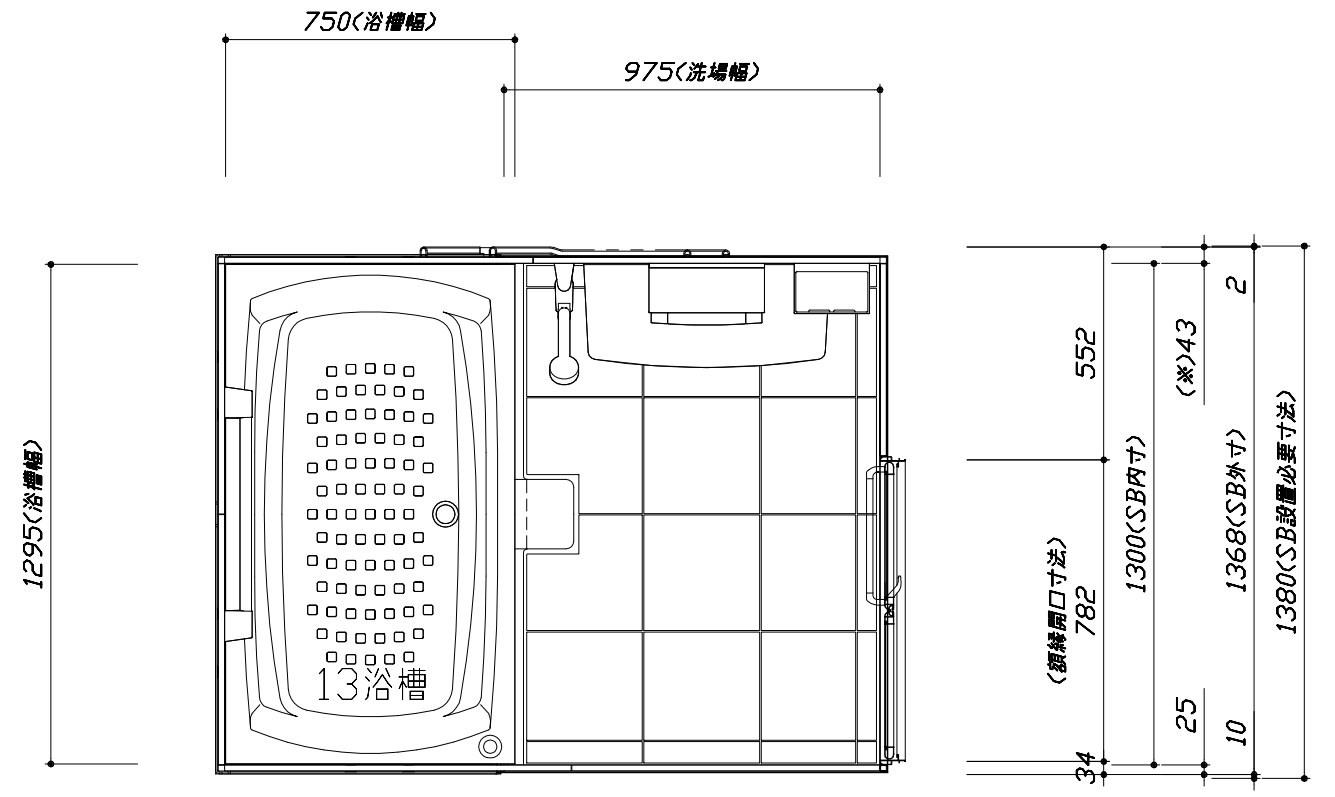 750(浴槽幅)
975(洗場幅)
1295(浴槽幅)
13浴槽
552
(額縁開口寸法)
782
34
1300(SB内寸)
(※)43
25
2
1368(SB外寸)
10
1380(SB設置必要寸法)